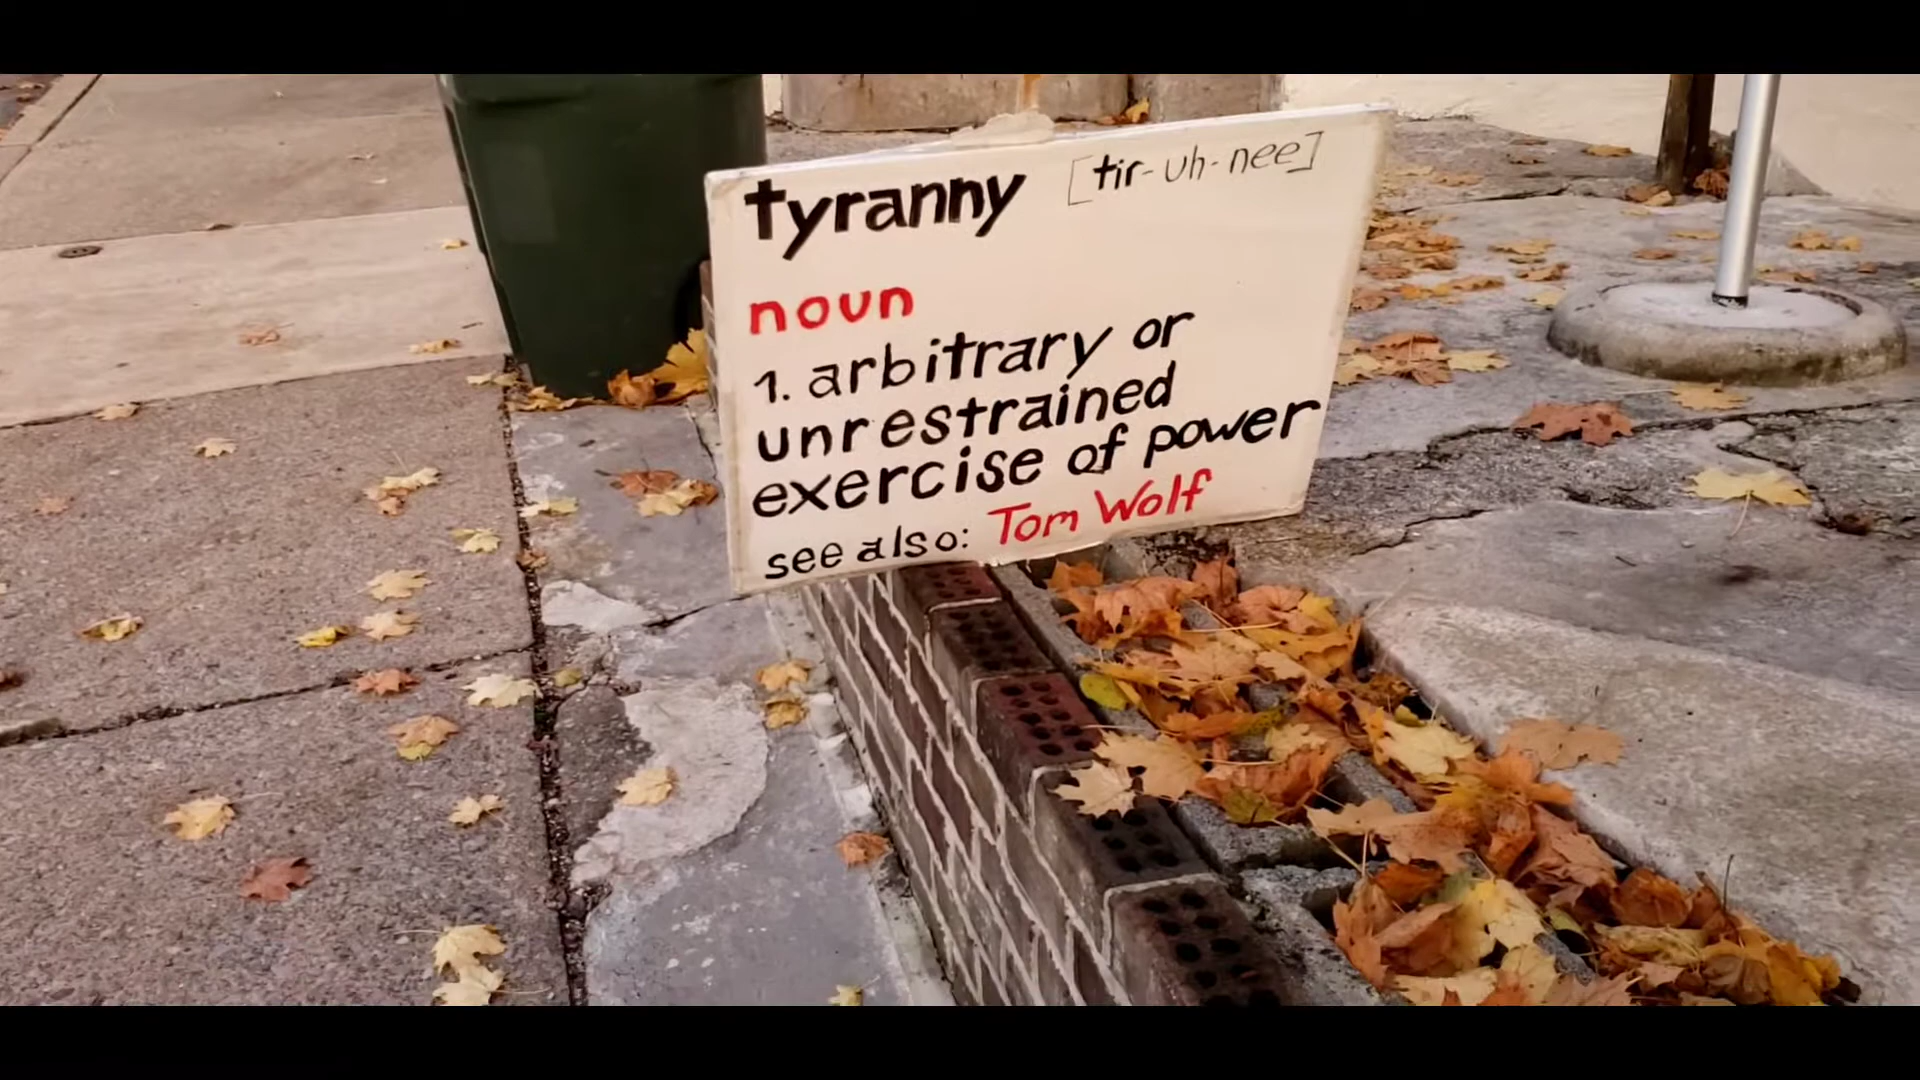 tyranny [tir-uh-nee]
noun
1. arbitrary or
unrestrained
exercise of power
see also: Tom Wolf